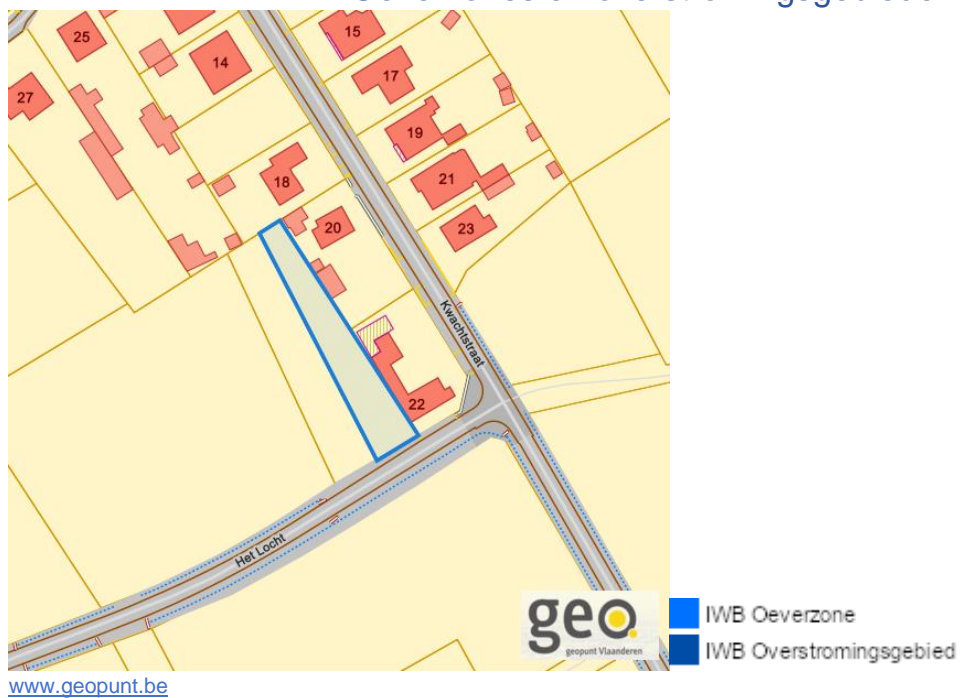 25
15
14
17
27
19
18
21
20
23
Kwachtstraat
22
Het Locht
geo.
geopunt Vlaanderen
IWB Oeverzone
IWB Overstromingsgebied
www.geopunt.be